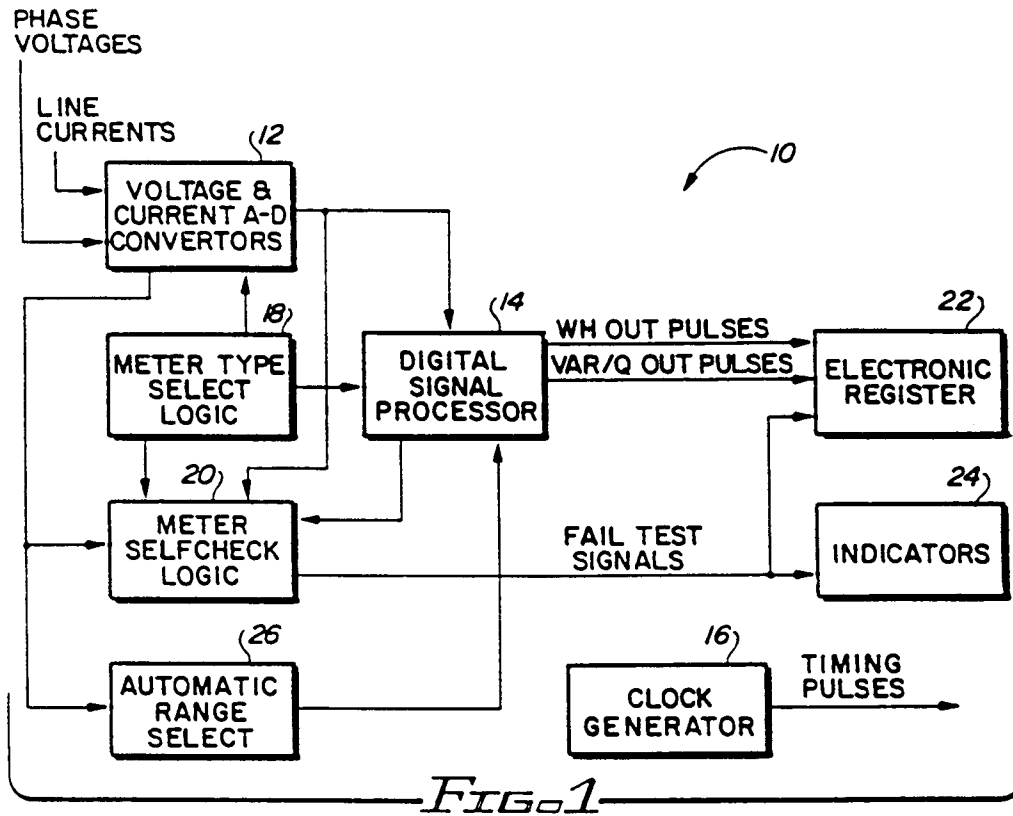 PHASE
VOLTAGES
LINE
CURRENTS
12
10
VOLTAGE &
CURRENT A-D
CONVERTORS
18
METER TYPE
SELECT
LOGIC
14
DIGITAL
SIGNAL
PROCESSOR
WH OUT PULSES
VAR/Q OUT PULSES
22
ELECTRONIC
REGISTER
20
METER
SELFCHECK
LOGIC
FAIL TEST
SIGNALS
24
INDICATORS
26
AUTOMATIC
RANGE
SELECT
16
CLOCK
GENERATOR
TIMING
PULSES
FIG. 1